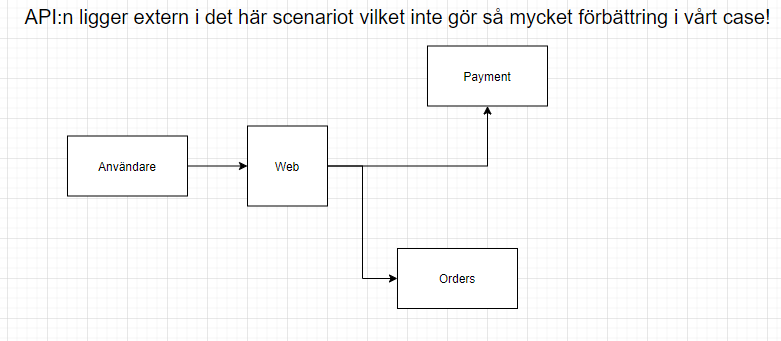 API:n ligger extern i det här scenariot vilket inte gör så mycket förbättring i vårt case!
Payment
Användare
Web
Orders